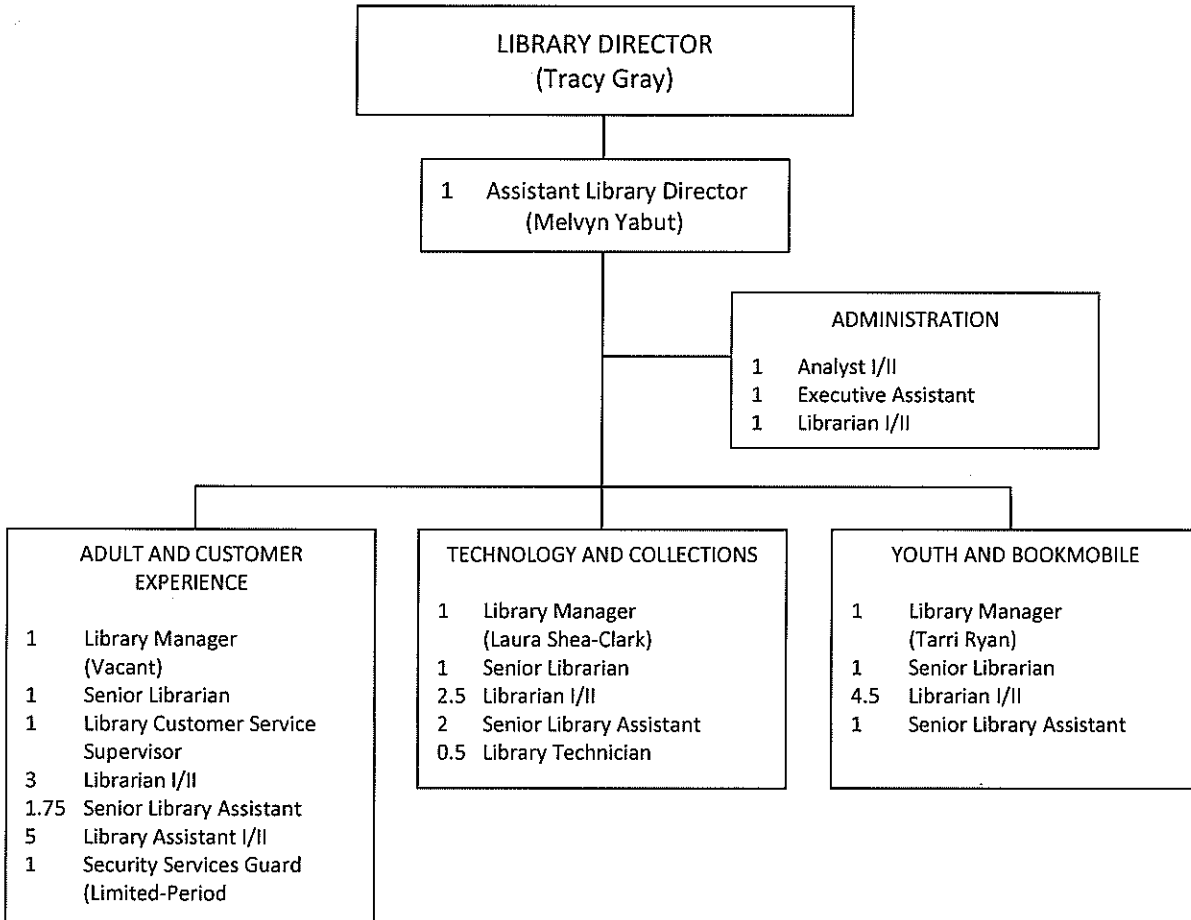 LIBRARY DIRECTOR
(Tracy Gray)
1 Assistant Library Director
(Melvyn Yabut)
ADMINISTRATION
1 Analyst I/II
1 Executive Assistant
1 Librarian I/II
ADULT AND CUSTOMER
EXPERIENCE
1 Library Manager
(Vacant)
1 Senior Librarian
1 Library Customer Service
Supervisor
3 Librarian I/II
1.75 Senior Library Assistant
5 Library Assistant I/II
1 Security Services Guard
(Limited-Period
TECHNOLOGY AND COLLECTIONS
1 Library Manager
(Laura Shea-Clark)
1 Senior Librarian
2.5 Librarian I/II
2 Senior Library Assistant
0.5 Library Technician
YOUTH AND BOOKMOBILE
1 Library Manager
(Tarri Ryan)
1 Senior Librarian
4.5 Librarian I/II
1 Senior Library Assistant